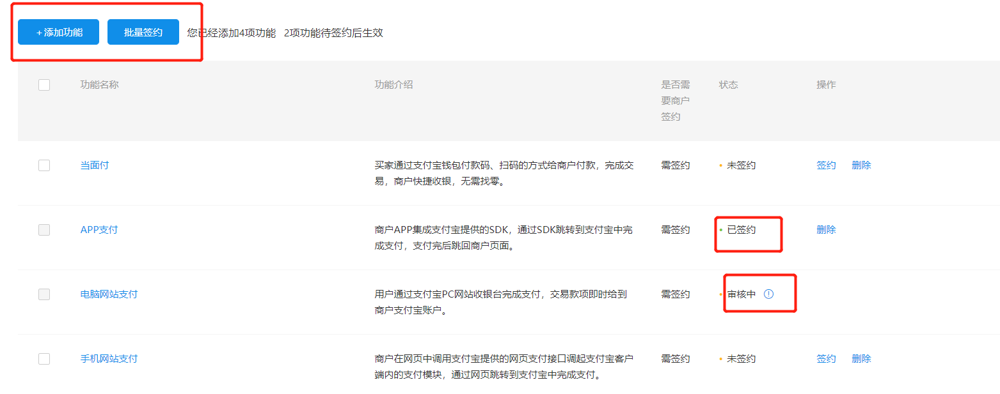 +添加功能 批量签约 您已经添加4项功能 2项功能待签约后生效
功能名称 功能介绍 是否需要商户签约 状态 操作
当面付 买家通过支付宝钱包付款码、扫码的方式给商户付款，完成交 需签约 未签约 签约 删除
易，商户快捷收银，无需找零。
APP支付 商户APP集成支付宝提供的SDK，通过SDK跳转到支付宝中完 需签约 已签约 删除
成支付，支付完后跳回商户页面。
电脑网站支付 用户通过支付宝PC网站收银台完成支付，交易款项即时给到 需签约 审核中
商户支付宝账户。
手机网站支付 商户在网页中调用支付宝提供的网页支付接口调起支付宝客户 需签约 未签约 签约 删除
端内的支付模块，通过网页跳转到支付宝中完成支付。